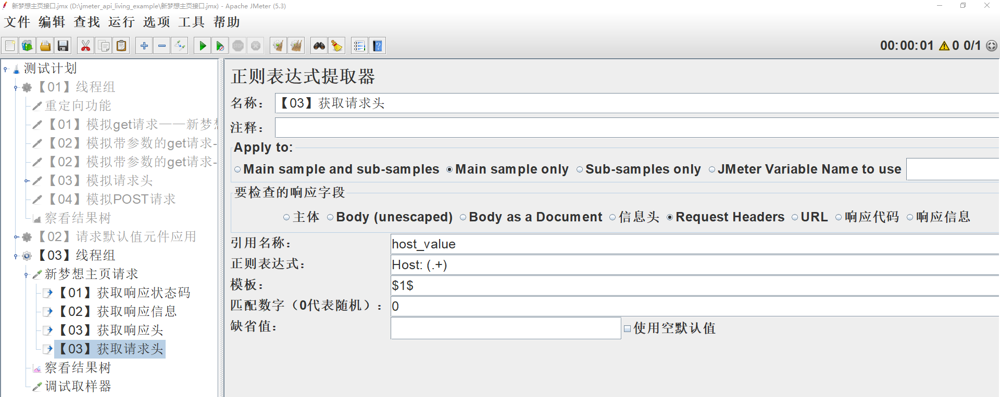 新梦想主页接口.jmx (D:\jmeter_api_living_example\新梦想主页接口.jmx) - Apache JMeter (5.3)
文件 编辑 查找 运行 选项 工具 帮助
STOP
00:00:01 0 0/1
测试计划
【01】线程组
重定向功能
【01】模拟get请求——新梦想
【02】模拟带参数的get请求-
【02】模拟带参数的get请求-
【03】模拟请求头
【04】模拟POST请求
察看结果树
【02】请求默认值元件应用
【03】线程组
新梦想主页请求
【01】获取响应状态码
【02】获取响应信息
【03】获取响应头
【03】获取请求头
察看结果树
调试取样器
正则表达式提取器
名称： 【03】获取请求头
注释：
Apply to:
Main sample and sub-samples Main sample only Sub-samples only JMeter Variable Name to use
要检查的响应字段
主体 Body (unescaped) Body as a Document 信息头 Request Headers URL 响应代码 响应信息
引用名称： host_value
正则表达式： Host: (.+)
模板： $1$
匹配数字（0代表随机）： 0
缺省值： 使用空默认值